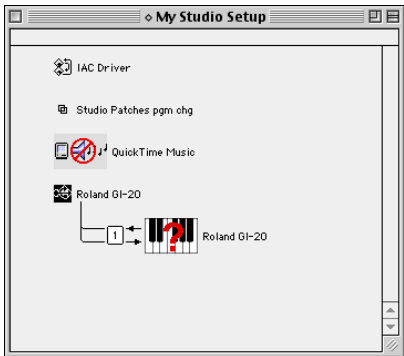 ◇ My Studio Setup
IAC Driver
Studio Patches pgm chg
QuickTime Music
Roland GI-20
1
?
Roland GI-20